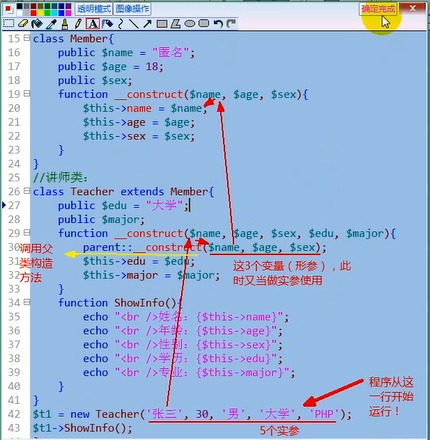 透明模式 图像操作 确定完成
15 class Member{
16 public $name = "匿名";
17 public $age = 18;
18 public $sex;
19 function __construct($name, $age, $sex){
20 $this->name = $name;
21 $this->age = $age;
22 $this->sex = $sex;
23 }
24 }
25 //讲师类:
26 class Teacher extends Member{
27 public $edu = "大学";
28 public $major;
29 function __construct($name, $age, $sex, $edu, $major){
30 parent::__construct($name, $age, $sex);
31 $this->edu = $edu;
32 $this->major = $major;
33 }
调用父
类构造
方法
这3个变量（形参），此
时又当做实参使用
34 function ShowInfo(){
35 echo "<br />姓名：{$this->name}";
36 echo "<br />年龄：{$this->age}";
37 echo "<br />性别：{$this->sex}";
38 echo "<br />学历：{$this->edu}";
39 echo "<br />专业：{$this->major}";
40 }
41 }
程序从这
一行开始
运行！
42 $t1 = new Teacher('张三', 30, '男', '大学', 'PHP');
43 $t1->ShowInfo();
5个实参